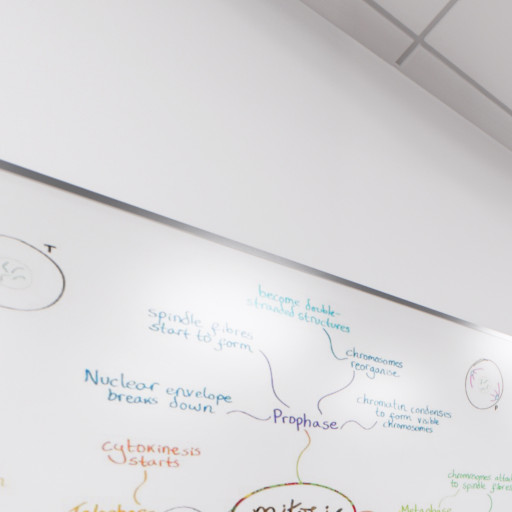 T
become double-
stranded structures
spindle fibres
start to form
chromosomes
reorganise
Nuclear envelope
breaks down
chromatin condenses
to form visible
chromosomes
Prophase
cytokinesis
starts
chromosomes
to spindle fibres
P
Telophase
mitosis
Metaphase